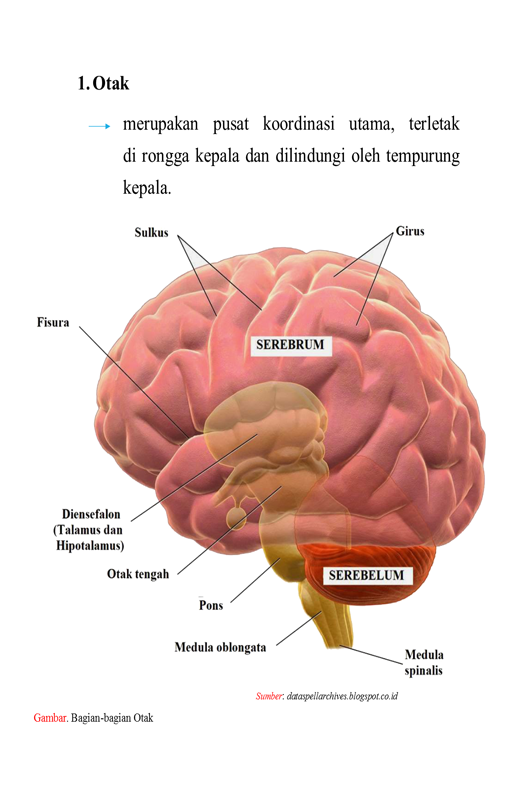 1. Otak
merupakan pusat koordinasi utama, terletak
di rongga kepala dan dilindungi oleh tempurung
kepala.
Sulkus
Girus
Fisura
SEREBRUM
Diensefalon
(Talamus dan
Hipotalamus)
Otak tengah
SEREBELUM
Pons
Medula oblongata
Medula
spinalis
Sumber: dataspellarchives.blogspot.co.id
Gambar. Bagian-bagian Otak